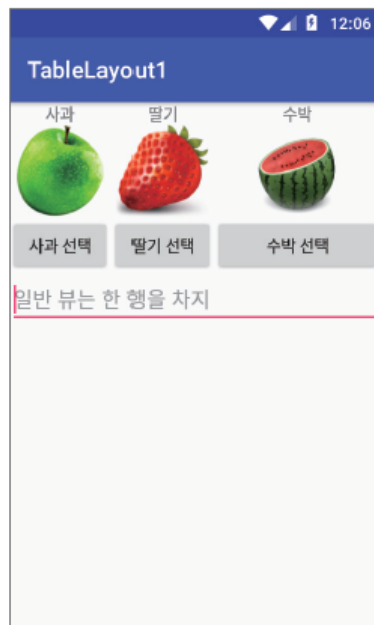 12:06
TableLayout1
사과 딸기 수박
사과 선택 딸기 선택 수박 선택
일반 뷰는 한 행을 차지